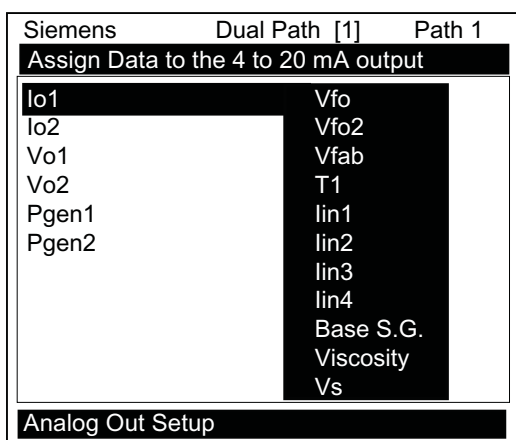 Siemens Dual Path [1] Path 1
Assign Data to the 4 to 20 mA output
Io1 Vfo
Io2 Vfo2
Vo1 Vfab
Vo2 T1
Pgen1 Iin1
Pgen2 Iin2
Iin3
Iin4
Base S.G.
Viscosity
Vs
Analog Out Setup